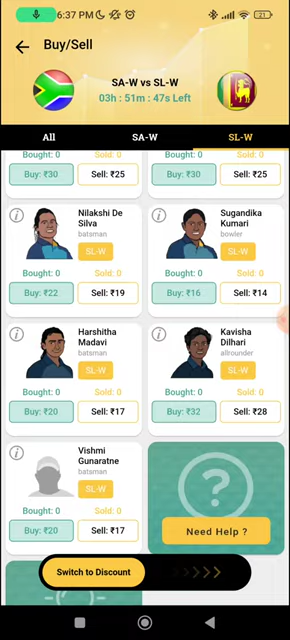 6:37 PM
21
Buy/Sell
SA-W vs SL-W
03h : 51m : 47s Left
All SA-W SL-W
Bought: 0 Sold: 0 Bought: 0 Sold: 0
Buy: ₹30 Sell: ₹25 Buy: ₹30 Sell: ₹25
i Nilakshi De i Sugandika
Silva Kumari
batsman bowler
SL-W SL-W
Bought: 0 Sold: 0 Bought: 0 Sold: 0
Buy: ₹22 Sell: ₹19 Buy: ₹16 Sell: ₹14
i Harshitha i Kavisha
Madavi Dilhari
batsman allrounder
SL-W SL-W
Bought: 0 Sold: 0 Bought: 0 Sold: 0
Buy: ₹20 Sell: ₹17 Buy: ₹32 Sell: ₹28
i Vishmi
Gunaratne
batsman
SL-W
?
Bought: 0 Sold: 0
Buy: ₹20 Sell: ₹17
Need Help ?
Switch to Discount